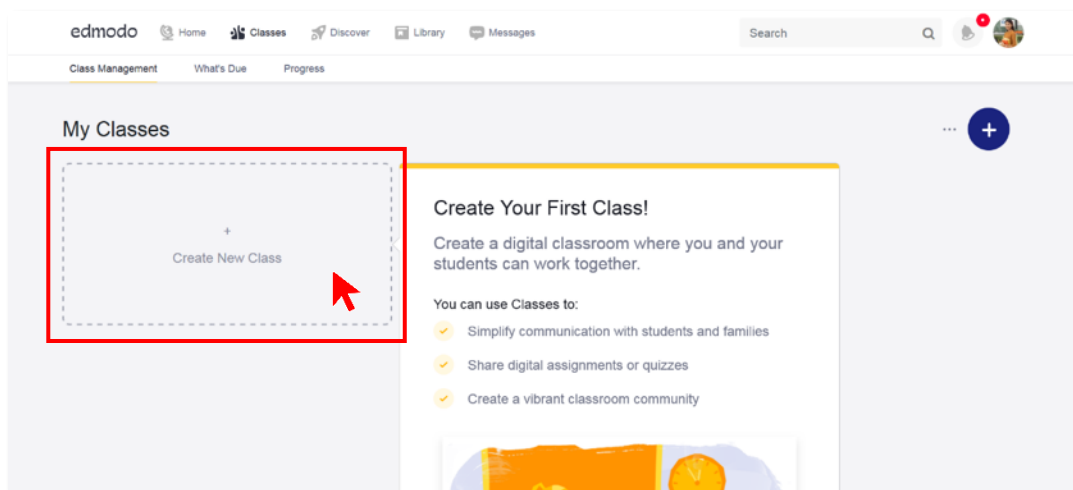 edmodo Home Classes Discover Library Messages Search
Class Management What's Due Progress
My Classes
+
Create New Class
Create Your First Class!
Create a digital classroom where you and your
students can work together.
You can use Classes to:
Simplify communication with students and families
Share digital assignments or quizzes
Create a vibrant classroom community